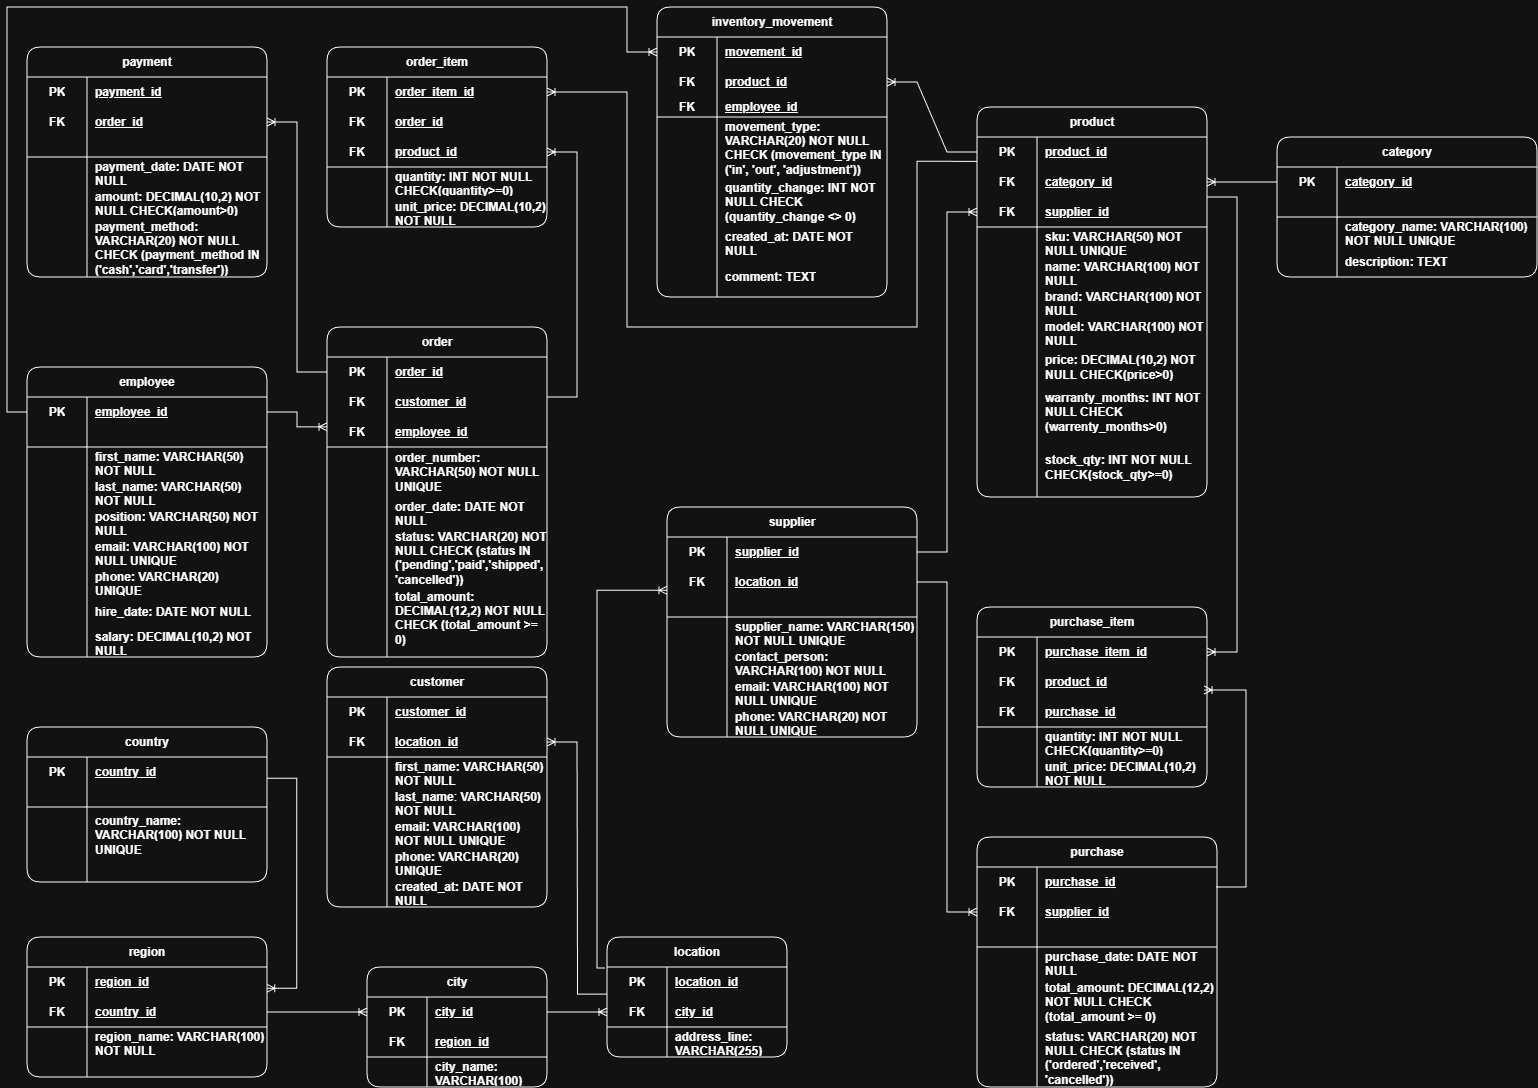 inventory_movement
PK movement_id
FK product_id
FK employee_id
movement_type:
VARCHAR(20) NOT NULL
CHECK (movement_type IN
('in', 'out', 'adjustment'))
quantity_change: INT NOT
NULL CHECK
(quantity_change <> 0)
created_at: DATE NOT
NULL
comment: TEXT
payment
PK payment_id
FK order_id
payment_date: DATE NOT
NULL
amount: DECIMAL(10,2) NOT
NULL CHECK(amount>0)
payment_method:
VARCHAR(20) NOT NULL
CHECK (payment_method IN
('cash','card','transfer'))
order_item
PK order_item_id
FK order_id
FK product_id
quantity: INT NOT NULL
CHECK(quantity>=0)
unit_price: DECIMAL(10,2)
NOT NULL
product
PK product_id
FK category_id
FK supplier_id
sku: VARCHAR(50) NOT
NULL UNIQUE
name: VARCHAR(100) NOT
NULL
brand: VARCHAR(100) NOT
NULL
model: VARCHAR(100) NOT
NULL
price: DECIMAL(10,2) NOT
NULL CHECK(price>0)
warranty_months: INT NOT
NULL CHECK
(warrenty_months>0)
stock_qty: INT NOT NULL
CHECK(stock_qty>=0)
category
PK category_id
category_name: VARCHAR(100)
NOT NULL UNIQUE
description: TEXT
employee
PK employee_id
first_name: VARCHAR(50)
NOT NULL
last_name: VARCHAR(50)
NOT NULL
position: VARCHAR(50) NOT
NULL
email: VARCHAR(100) NOT
NULL UNIQUE
phone: VARCHAR(20)
UNIQUE
hire_date: DATE NOT NULL
salary: DECIMAL(10,2) NOT
NULL
order
PK order_id
FK customer_id
FK employee_id
order_number:
VARCHAR(50) NOT NULL
UNIQUE
order_date: DATE NOT
NULL
status: VARCHAR(20) NOT
NULL CHECK (status IN
('pending','paid','shipped',
'cancelled'))
total_amount:
DECIMAL(12,2) NOT NULL
CHECK (total_amount >=
0)
supplier
PK supplier_id
FK location_id
supplier_name: VARCHAR(150)
NOT NULL UNIQUE
contact_person:
VARCHAR(100) NOT NULL
email: VARCHAR(100) NOT
NULL UNIQUE
phone: VARCHAR(20) NOT
NULL UNIQUE
purchase_item
PK purchase_item_id
FK product_id
FK purchase_id
quantity: INT NOT NULL
CHECK(quantity>=0)
unit_price: DECIMAL(10,2)
NOT NULL
customer
PK customer_id
FK location_id
first_name: VARCHAR(50)
NOT NULL
last_name: VARCHAR(50)
NOT NULL
email: VARCHAR(100)
NOT NULL UNIQUE
phone: VARCHAR(20)
UNIQUE
created_at: DATE NOT
NULL
country
PK country_id
country_name:
VARCHAR(100) NOT NULL
UNIQUE
purchase
PK purchase_id
FK supplier_id
purchase_date: DATE NOT
NULL
total_amount: DECIMAL(12,2)
NOT NULL CHECK
(total_amount >= 0)
status: VARCHAR(20) NOT
NULL CHECK (status IN
('ordered','received',
'cancelled'))
region
PK region_id
FK country_id
region_name: VARCHAR(100)
NOT NULL
city
PK city_id
FK region_id
city_name:
VARCHAR(100)
location
PK location_id
FK city_id
address_line:
VARCHAR(255)